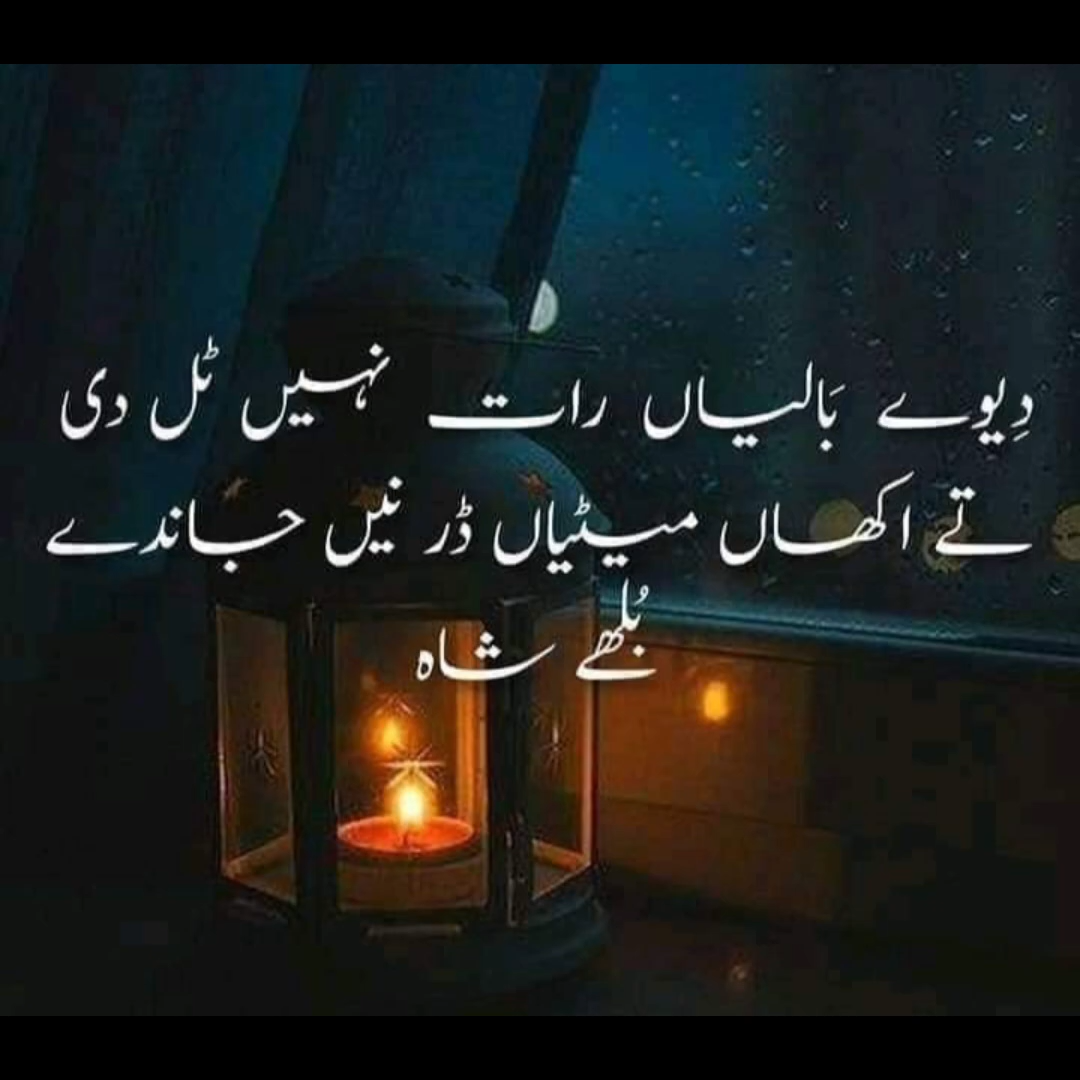 دِیوے بَالیاں رات نہیں ٹل دی
تے اکھاں میٹیاں ڈر نیں جاندے
بُلھے شاہ